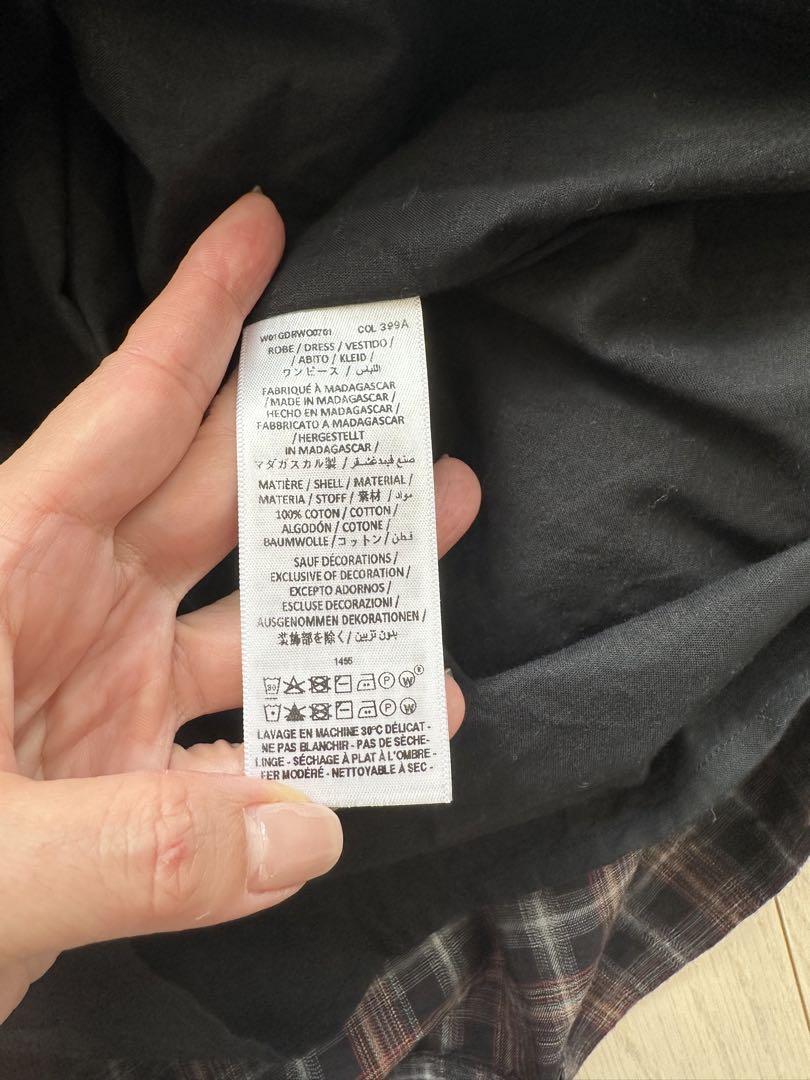 W01GDRWO0701 COL 399A
ROBE / DRESS / VESTIDO /
/ ABITO / KLEID /
ワンピース / اللباس
FABRIQUÉ À MADAGASCAR
/ MADE IN MADAGASCAR /
HECHO EN MADAGASCAR /
FABBRICATO A MADAGASCAR
/ HERGESTELLT
IN MADAGASCAR /
マダガスカル製 / صنع في
MATIÈRE / SHELL / MATERIAL /
MATERIA / STOFF / 素材 / مواد
100% COTON / COTTON /
ALGODÓN / COTONE /
BAUMWOLLE / コットン / قطن
SAUF DÉCORATIONS /
EXCLUSIVE OF DECORATION /
EXCEPTO ADORNOS /
ESCLUSE DECORAZIONI /
AUSGENOMMEN DEKORATIONEN /
装飾部を除く / بدون تزيين
1456
30 P W ®
P W
LAVAGE EN MACHINE 30°C DÉLICAT -
NE PAS BLANCHIR - PAS DE SÈCHE-
LINGE - SÉCHAGE À PLAT À L'OMBRE -
FER MODÉRÉ - NETTOYABLE À SEC -